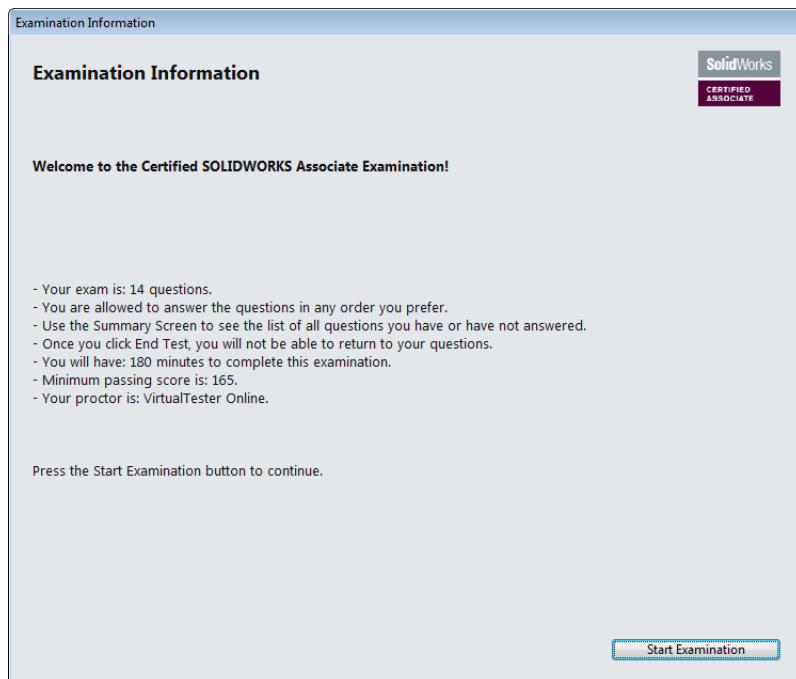 Examination Information
Examination Information
SolidWorks
CERTIFIED
ASSOCIATE
Welcome to the Certified SOLIDWORKS Associate Examination!
- Your exam is: 14 questions.
- You are allowed to answer the questions in any order you prefer.
- Use the Summary Screen to see the list of all questions you have or have not answered.
- Once you click End Test, you will not be able to return to your questions.
- You will have: 180 minutes to complete this examination.
- Minimum passing score is: 165.
- Your proctor is: VirtualTester Online.
Press the Start Examination button to continue.
Start Examination